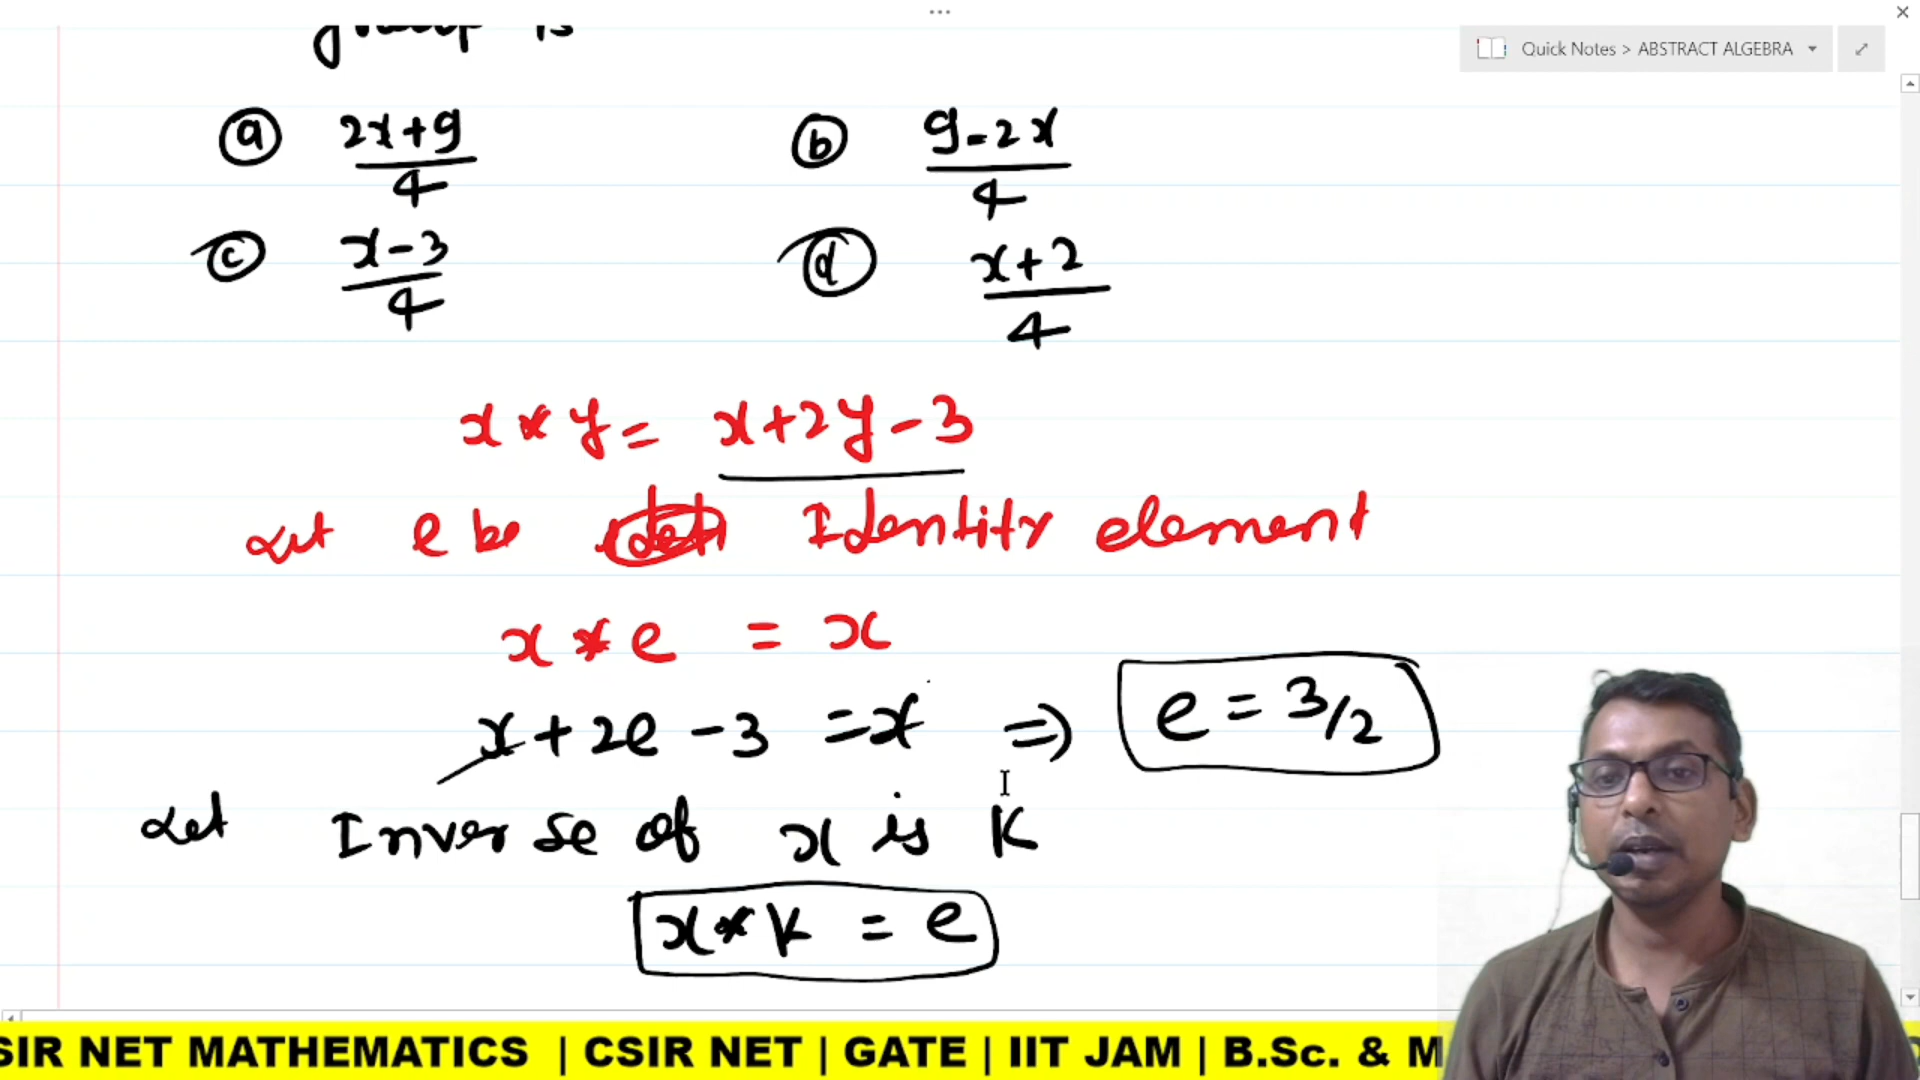 Quick Notes > ABSTRACT ALGEBRA
group is
(a) 2x+9/4 (b) 9-2x/4
(c) x-3/4 (d) x+2/4
x * y = x+2y-3
Let e be Identity element
x * e = x
x+2e-3 = x => e = 3/2
Let Inverse of x is K
x * K = e
SIR NET MATHEMATICS | CSIR NET | GATE | IIT JAM | B.Sc. & M